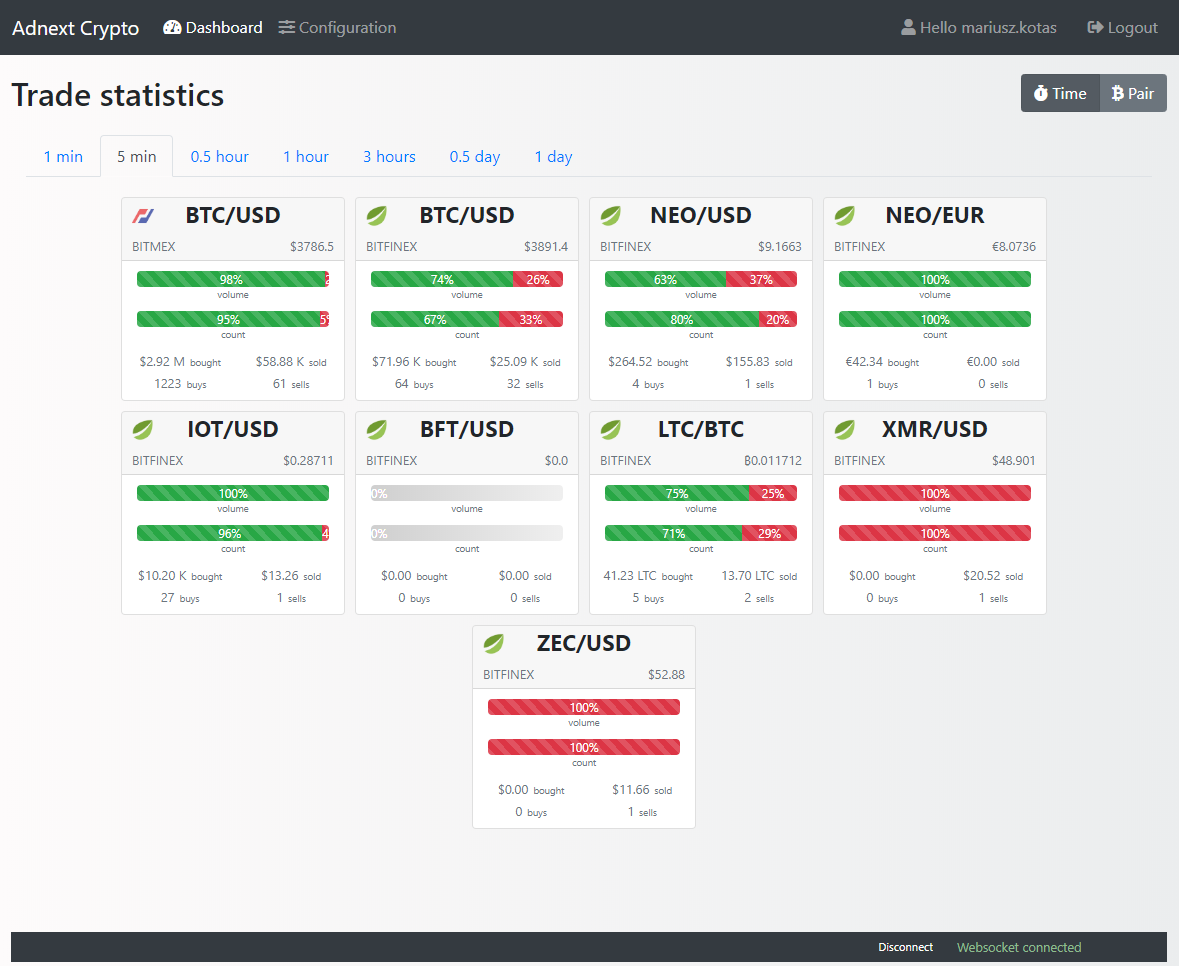 Adnext Crypto Dashboard Configuration Hello mariusz.kotas Logout
Trade statistics
Time Pair
1 min 5 min 0.5 hour 1 hour 3 hours 0.5 day 1 day
BTC/USD
BITMEX $3786.5
98%
volume
95% 5%
count
$2.92 M bought $58.88 K sold
1223 buys 61 sells
BTC/USD
BITFINEX $3891.4
74% 26%
volume
67% 33%
count
$71.96 K bought $25.09 K sold
64 buys 32 sells
NEO/USD
BITFINEX $9.1663
63% 37%
volume
80% 20%
count
$264.52 bought $155.83 sold
4 buys 1 sells
NEO/EUR
BITFINEX €8.0736
100%
volume
100%
count
€42.34 bought €0.00 sold
1 buys 0 sells
IOT/USD
BITFINEX $0.28711
100%
volume
96% 4
count
$10.20 K bought $13.26 sold
27 buys 1 sells
BFT/USD
BITFINEX $0.0
0%
volume
0%
count
$0.00 bought $0.00 sold
0 buys 0 sells
LTC/BTC
BITFINEX ฿0.011712
75% 25%
volume
71% 29%
count
41.23 LTC bought 13.70 LTC sold
5 buys 2 sells
XMR/USD
BITFINEX $48.901
100%
volume
100%
count
$0.00 bought $20.52 sold
0 buys 1 sells
ZEC/USD
BITFINEX $52.88
100%
volume
100%
count
$0.00 bought $11.66 sold
0 buys 1 sells
Disconnect Websocket connected